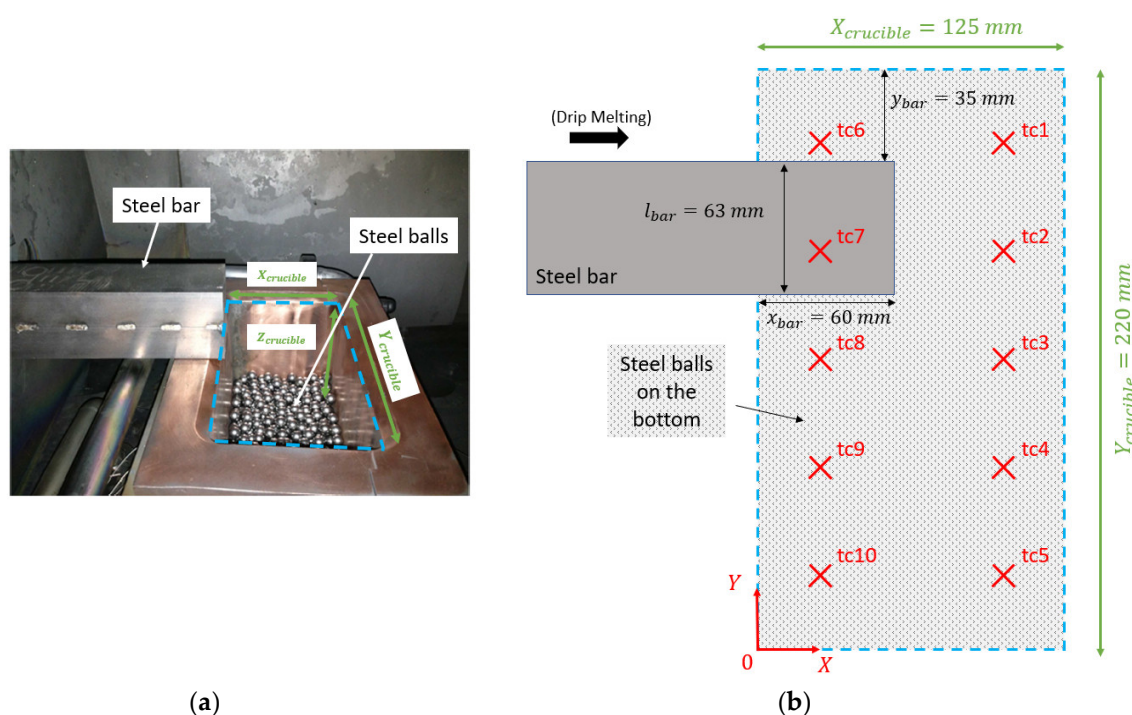 Steel bar
Steel balls
X_crucible
Z_crucible
Y_crucible
(a)
X_crucible = 125 mm
y_bar = 35 mm
(Drip Melting)
tc6
tc1
l_bar = 63 mm
tc7
tc2
Steel bar
x_bar = 60 mm
tc8
tc3
Steel balls
on the
bottom
Y_crucible = 220 mm
tc9
tc4
tc10
tc5
Y
0
X
(b)